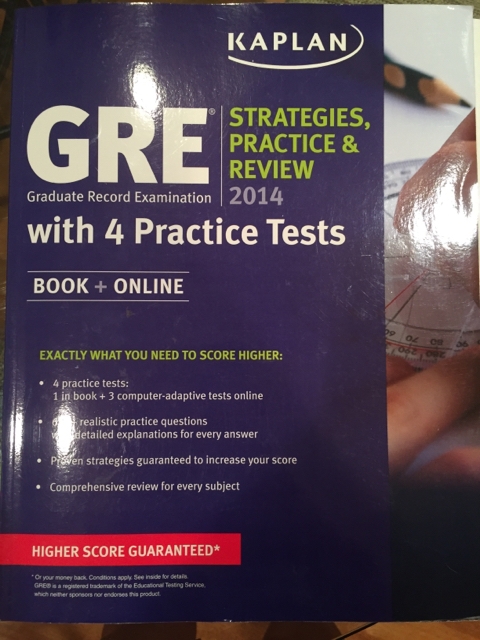 KAPLAN
GRE®
Graduate Record Examination
STRATEGIES,
PRACTICE &
REVIEW
2014
with 4 Practice Tests
BOOK + ONLINE
EXACTLY WHAT YOU NEED TO SCORE HIGHER:
• 4 practice tests:
1 in book + 3 computer-adaptive tests online
• realistic practice questions
detailed explanations for every answer
• Proven strategies guaranteed to increase your score
• Comprehensive review for every subject
HIGHER SCORE GUARANTEED*
* Or your money back. Conditions apply. See inside for details.
GRE® is a registered trademark of the Educational Testing Service,
which neither sponsors nor endorses this product.